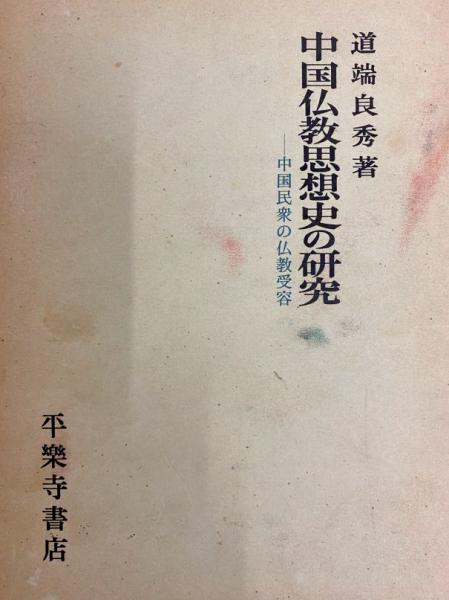 道端良秀著
中国仏教思想史の研究
——中国民衆の仏教受容
平樂寺書店